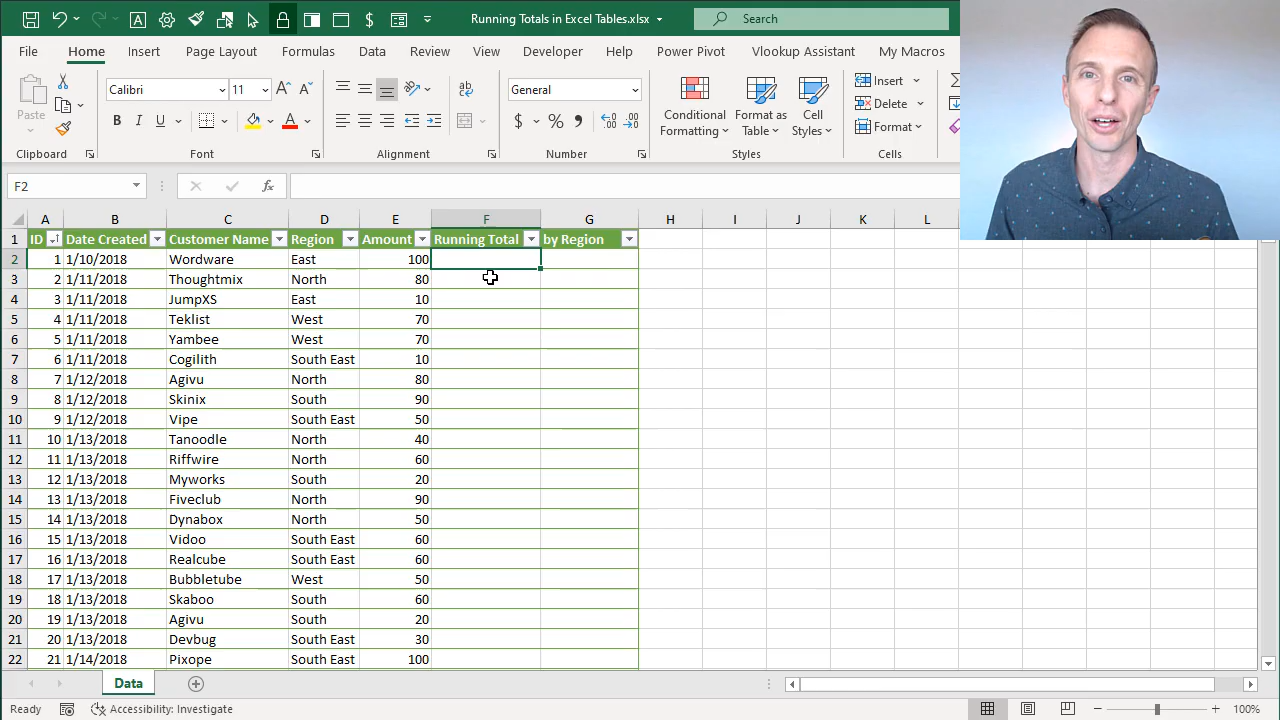 Running Totals in Excel Tables.xlsx
Search
File Home Insert Page Layout Formulas Data Review View Developer Help Power Pivot Vlookup Assistant My Macros
Calibri 11 General
Paste
B I U
Conditional Formatting
Format as Table
Cell Styles
Insert
Delete
Format
Clipboard Font Alignment Number Styles Cells
F2 fx
A B C D E F G H I J K L
1 ID Date Created Customer Name Region Amount Running Total by Region
2 1 1/10/2018 Wordware East 100
3 2 1/11/2018 Thoughtmix North 80
4 3 1/11/2018 JumpXS East 10
5 4 1/11/2018 Teklist West 70
6 5 1/11/2018 Yambee West 70
7 6 1/11/2018 Cogilith South East 10
8 7 1/12/2018 Agivu North 80
9 8 1/12/2018 Skinix South 90
10 9 1/12/2018 Vipe South East 50
11 10 1/13/2018 Tanoodle North 40
12 11 1/13/2018 Riffwire North 60
13 12 1/13/2018 Myworks South 20
14 13 1/13/2018 Fiveclub North 90
15 14 1/13/2018 Dynabox North 50
16 15 1/13/2018 Vidoo South East 60
17 16 1/13/2018 Realcube South East 60
18 17 1/13/2018 Bubbletube West 50
19 18 1/13/2018 Skaboo South 60
20 19 1/13/2018 Agivu South 20
21 20 1/13/2018 Devbug South East 30
22 21 1/14/2018 Pixope South East 100
Data
Ready Accessibility: Investigate 100%